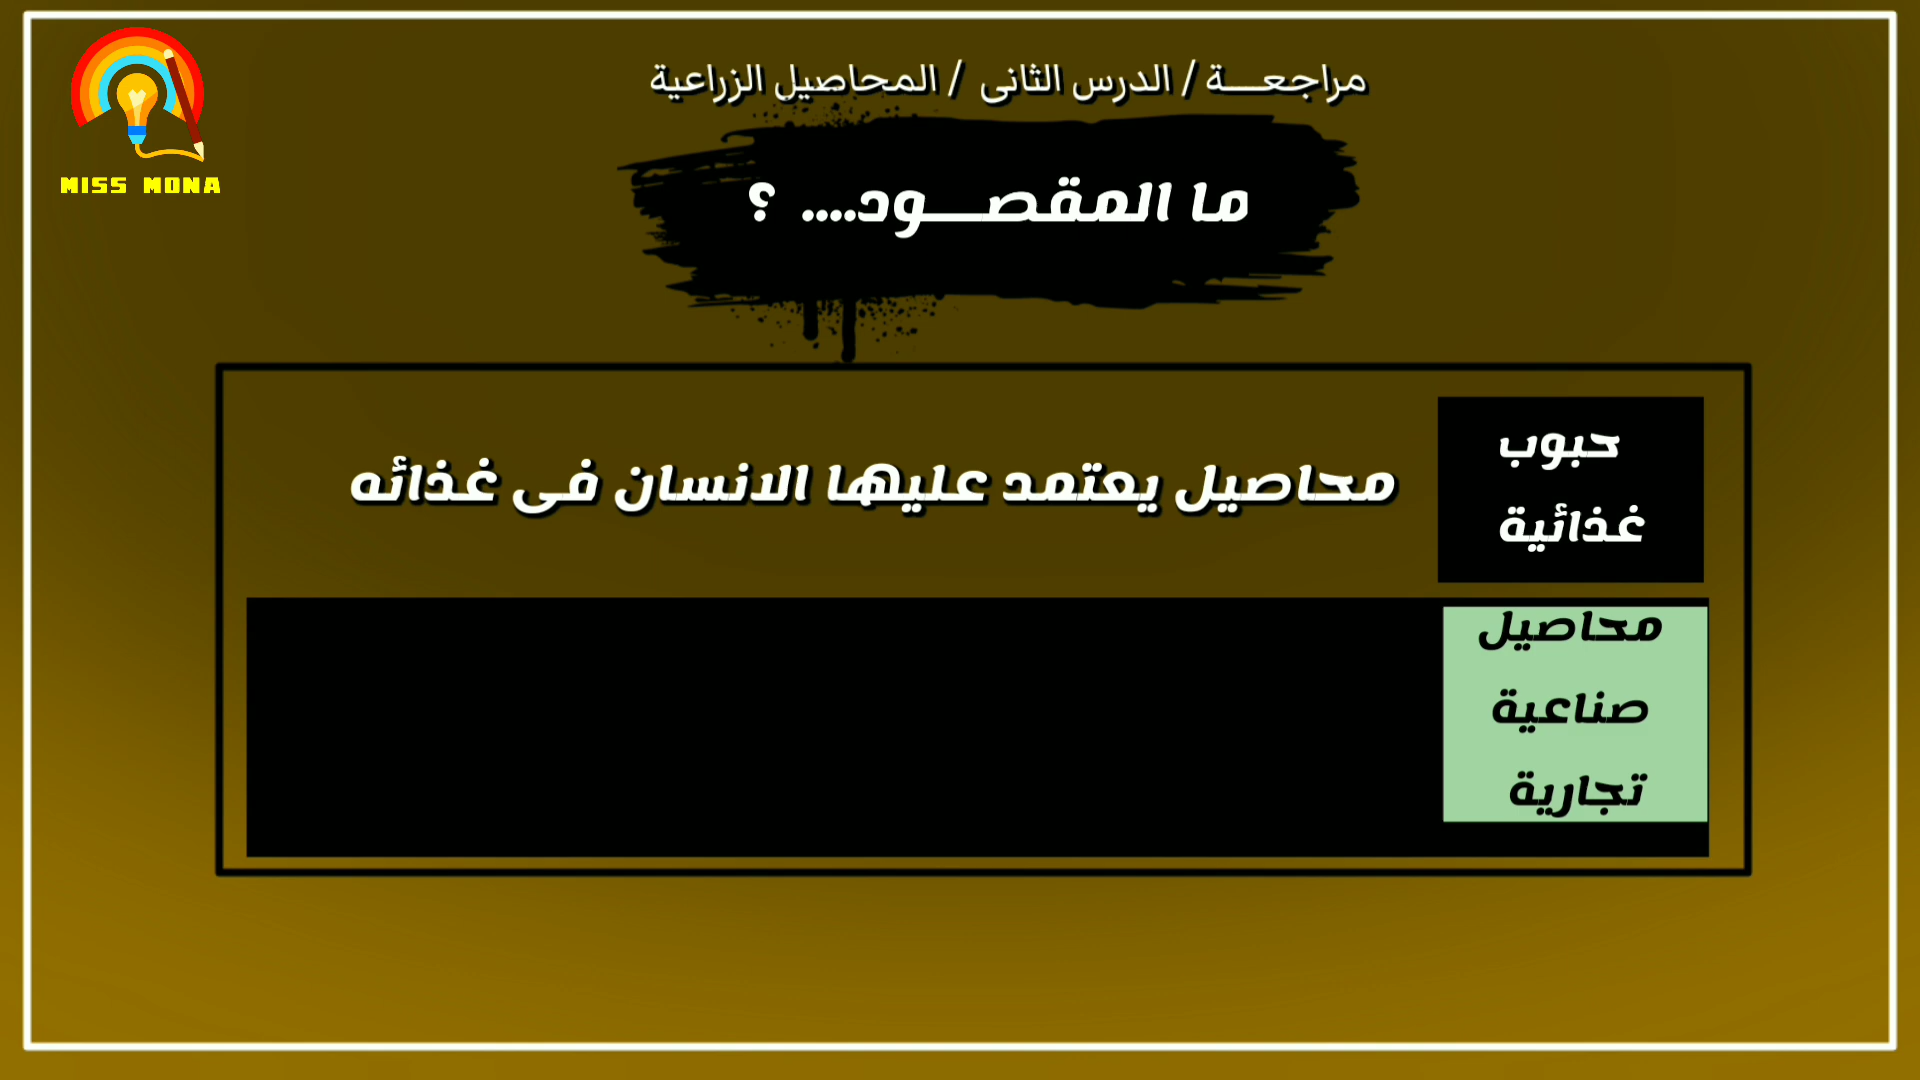 مراجعـــة / الدرس الثانى / المحاصيل الزراعية
MISS MONA
ما المقصـــود.... ؟
حبوب
غذائية
محاصيل يعتمد عليها الانسان فى غذائه
محاصيل
صناعية
تجارية